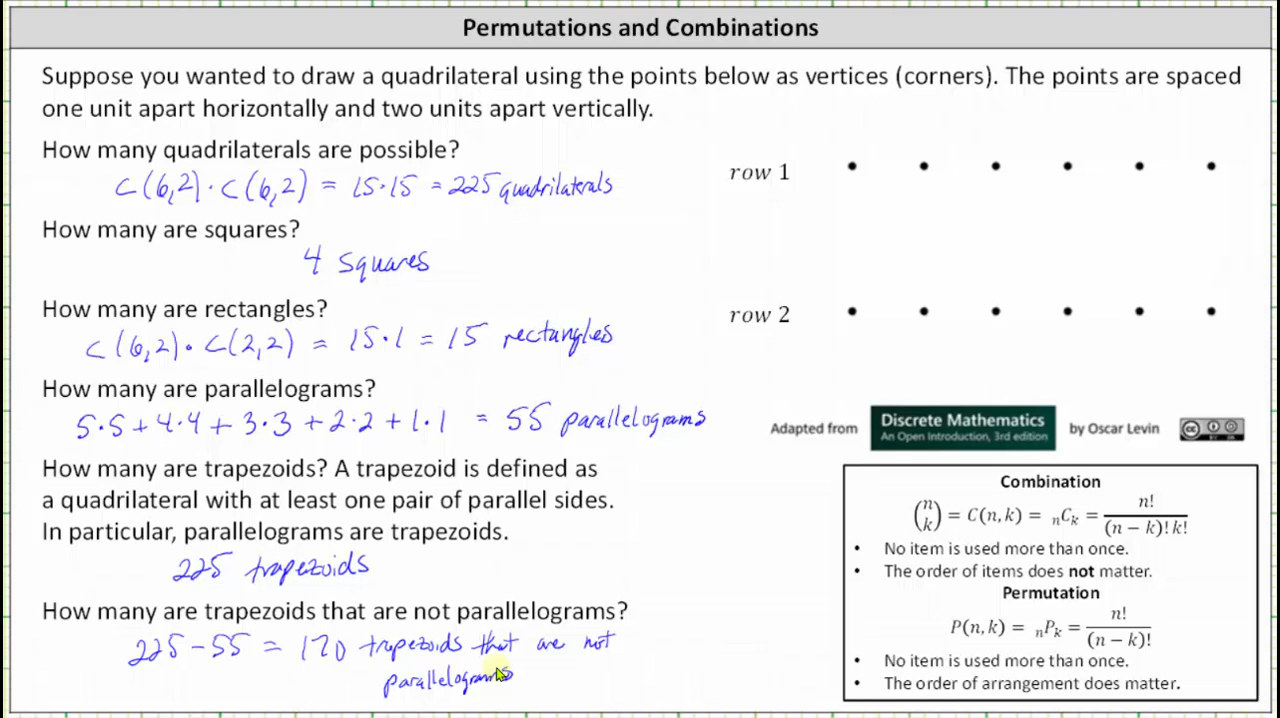 Permutations and Combinations
Suppose you wanted to draw a quadrilateral using the points below as vertices (corners). The points are spaced
one unit apart horizontally and two units apart vertically.
How many quadrilaterals are possible?
C(6,2)·C(6,2) = 15·15 = 225 quadrilaterals
How many are squares?
4 squares
How many are rectangles?
C(6,2)·C(2,2) = 15·1 = 15 rectangles
How many are parallelograms?
5·5+4·4+3·3+2·2+1·1 = 55 parallelograms
How many are trapezoids? A trapezoid is defined as
a quadrilateral with at least one pair of parallel sides.
In particular, parallelograms are trapezoids.
225 trapezoids
How many are trapezoids that are not parallelograms?
225-55 = 170 trapezoids that are not
parallelograms
row 1
row 2
Adapted from Discrete Mathematics by Oscar Levin
An Open Introduction, 3rd edition
Combination
(n k) = C(n, k) = nCk = n! / (n − k)! k!
• No item is used more than once.
• The order of items does not matter.
Permutation
P(n, k) = nPk = n! / (n − k)!
• No item is used more than once.
• The order of arrangement does matter.